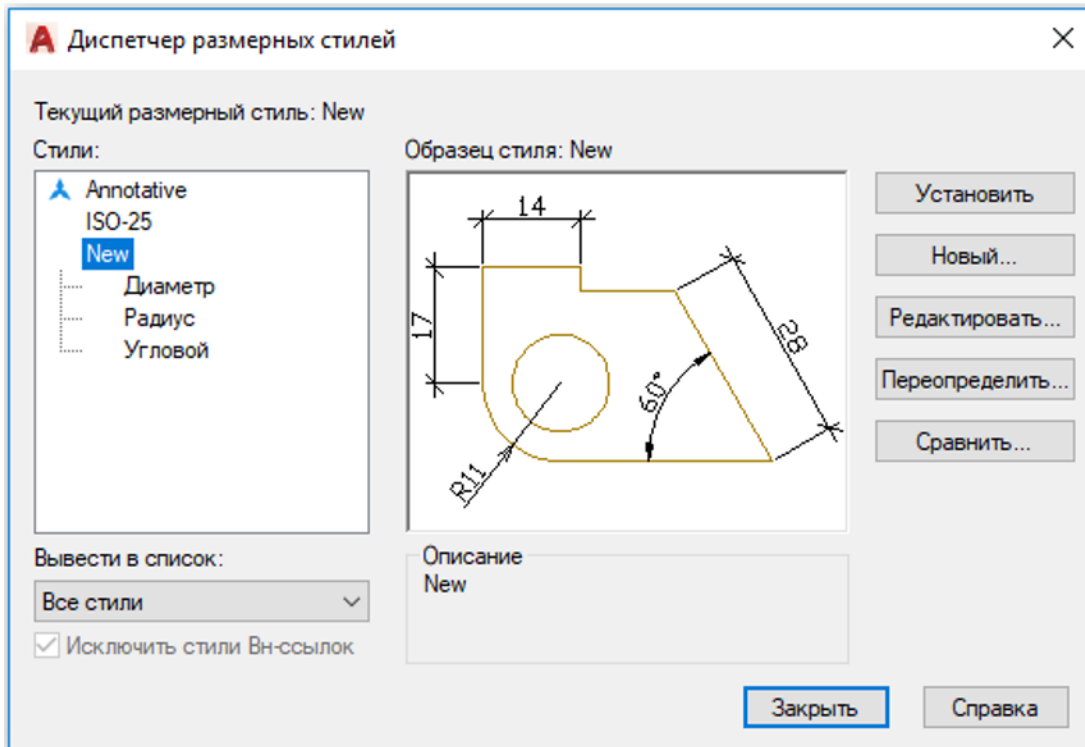 Диспетчер размерных стилей
Текущий размерный стиль: New
Стили:
Образец стиля: New
Annotative
ISO-25
New
Диаметр
Радиус
Угловой
14
17
28
60°
R11
Установить
Новый...
Редактировать...
Переопределить...
Сравнить...
Вывести в список:
Все стили
Исключить стили Вн-ссылок
Описание
New
Закрыть
Справка